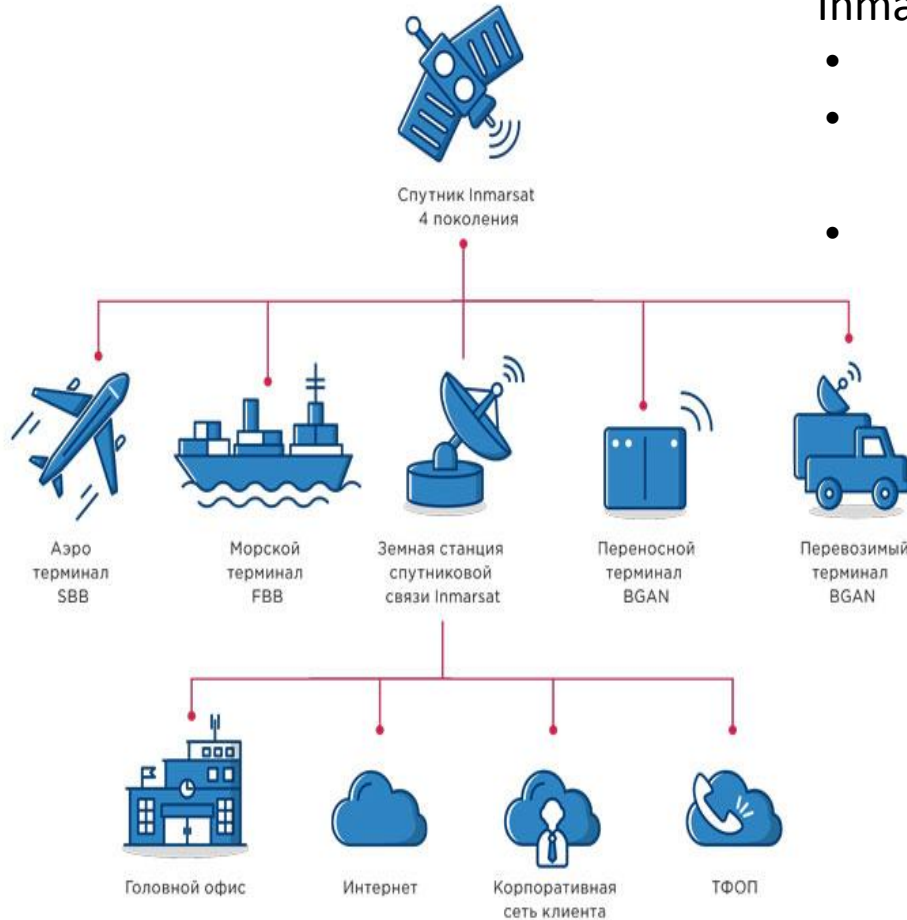 Спутник Inmarsat
4 поколения
Аэро
терминал
SBB
Морской
терминал
FBB
Земная станция
спутниковой
связи Inmarsat
Переносной
терминал
BGAN
Перевозимый
терминал
BGAN
Головной офис
Интернет
Корпоративная
сеть клиента
ТФОП